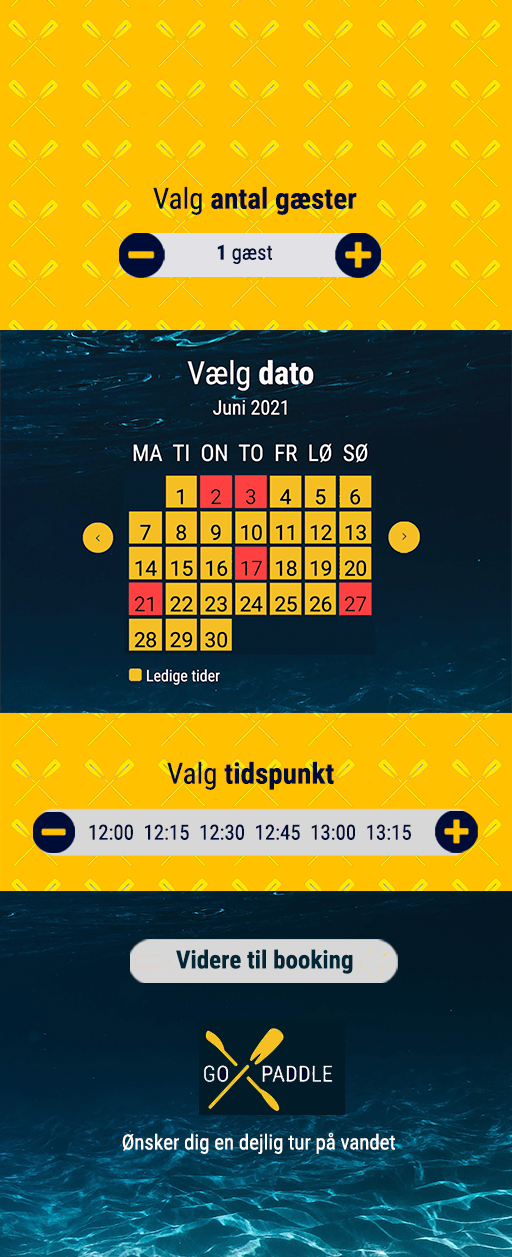 Valg antal gæster
1 gæst
Vælg dato
Juni 2021
MA TI ON TO FR LØ SØ
1 2 3 4 5 6
‹ 7 8 9 10 11 12 13 ›
14 15 16 17 18 19 20
21 22 23 24 25 26 27
28 29 30
Ledige tider
Valg tidspunkt
12:00 12:15 12:30 12:45 13:00 13:15
Videre til booking
GO PADDLE
Ønsker dig en dejlig tur på vandet